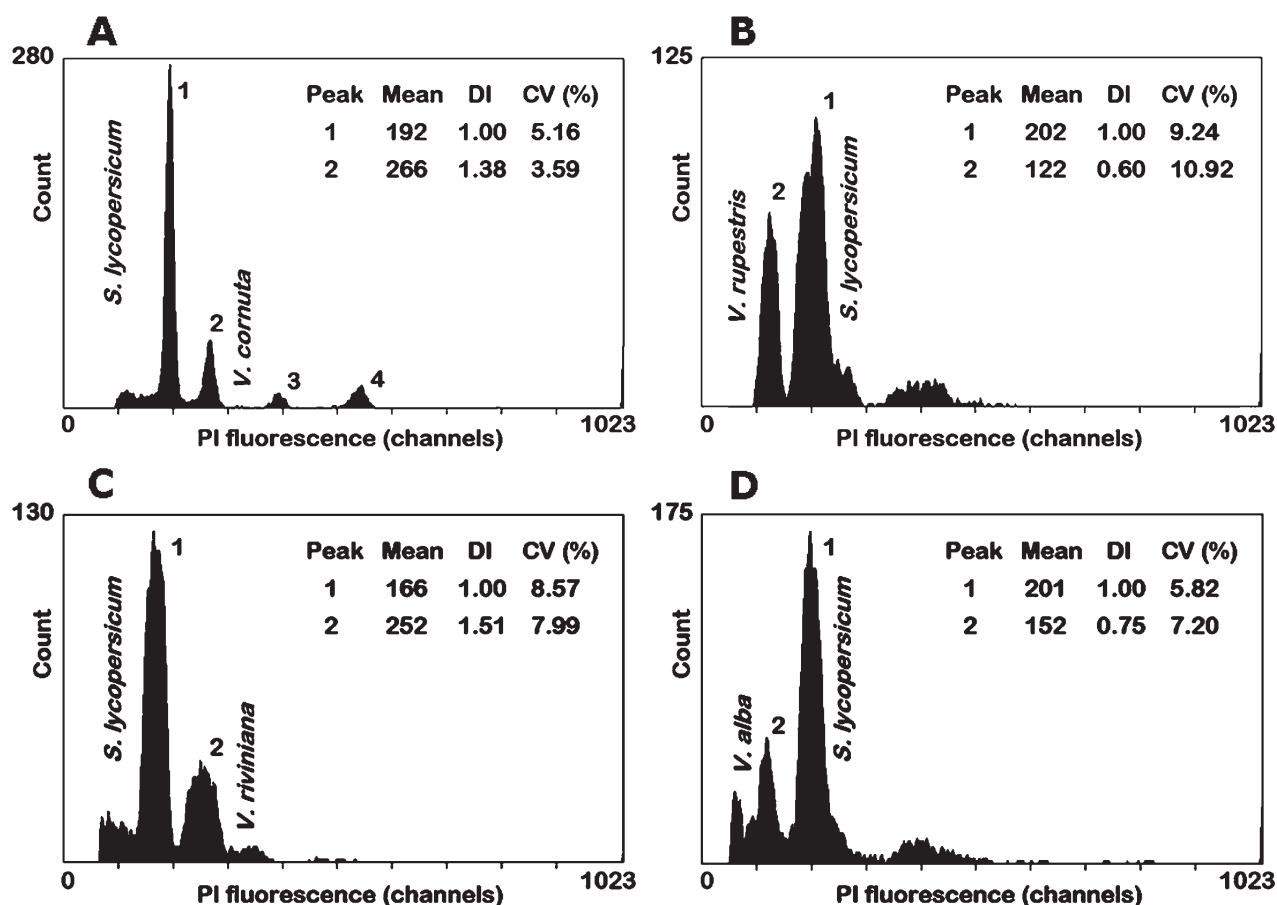 A
280
Count
S. lycopersicum
1
2
V. cornuta
3
4
Peak Mean DI CV (%)
1 192 1.00 5.16
2 266 1.38 3.59
0 1023
PI fluorescence (channels)
B
125
Count
V. rupestris
2
1
S. lycopersicum
Peak Mean DI CV (%)
1 202 1.00 9.24
2 122 0.60 10.92
0 1023
PI fluorescence (channels)
C
130
Count
S. lycopersicum
1
2
V. riviniana
Peak Mean DI CV (%)
1 166 1.00 8.57
2 252 1.51 7.99
0 1023
PI fluorescence (channels)
D
175
Count
V. alba
2
1
S. lycopersicum
Peak Mean DI CV (%)
1 201 1.00 5.82
2 152 0.75 7.20
0 1023
PI fluorescence (channels)